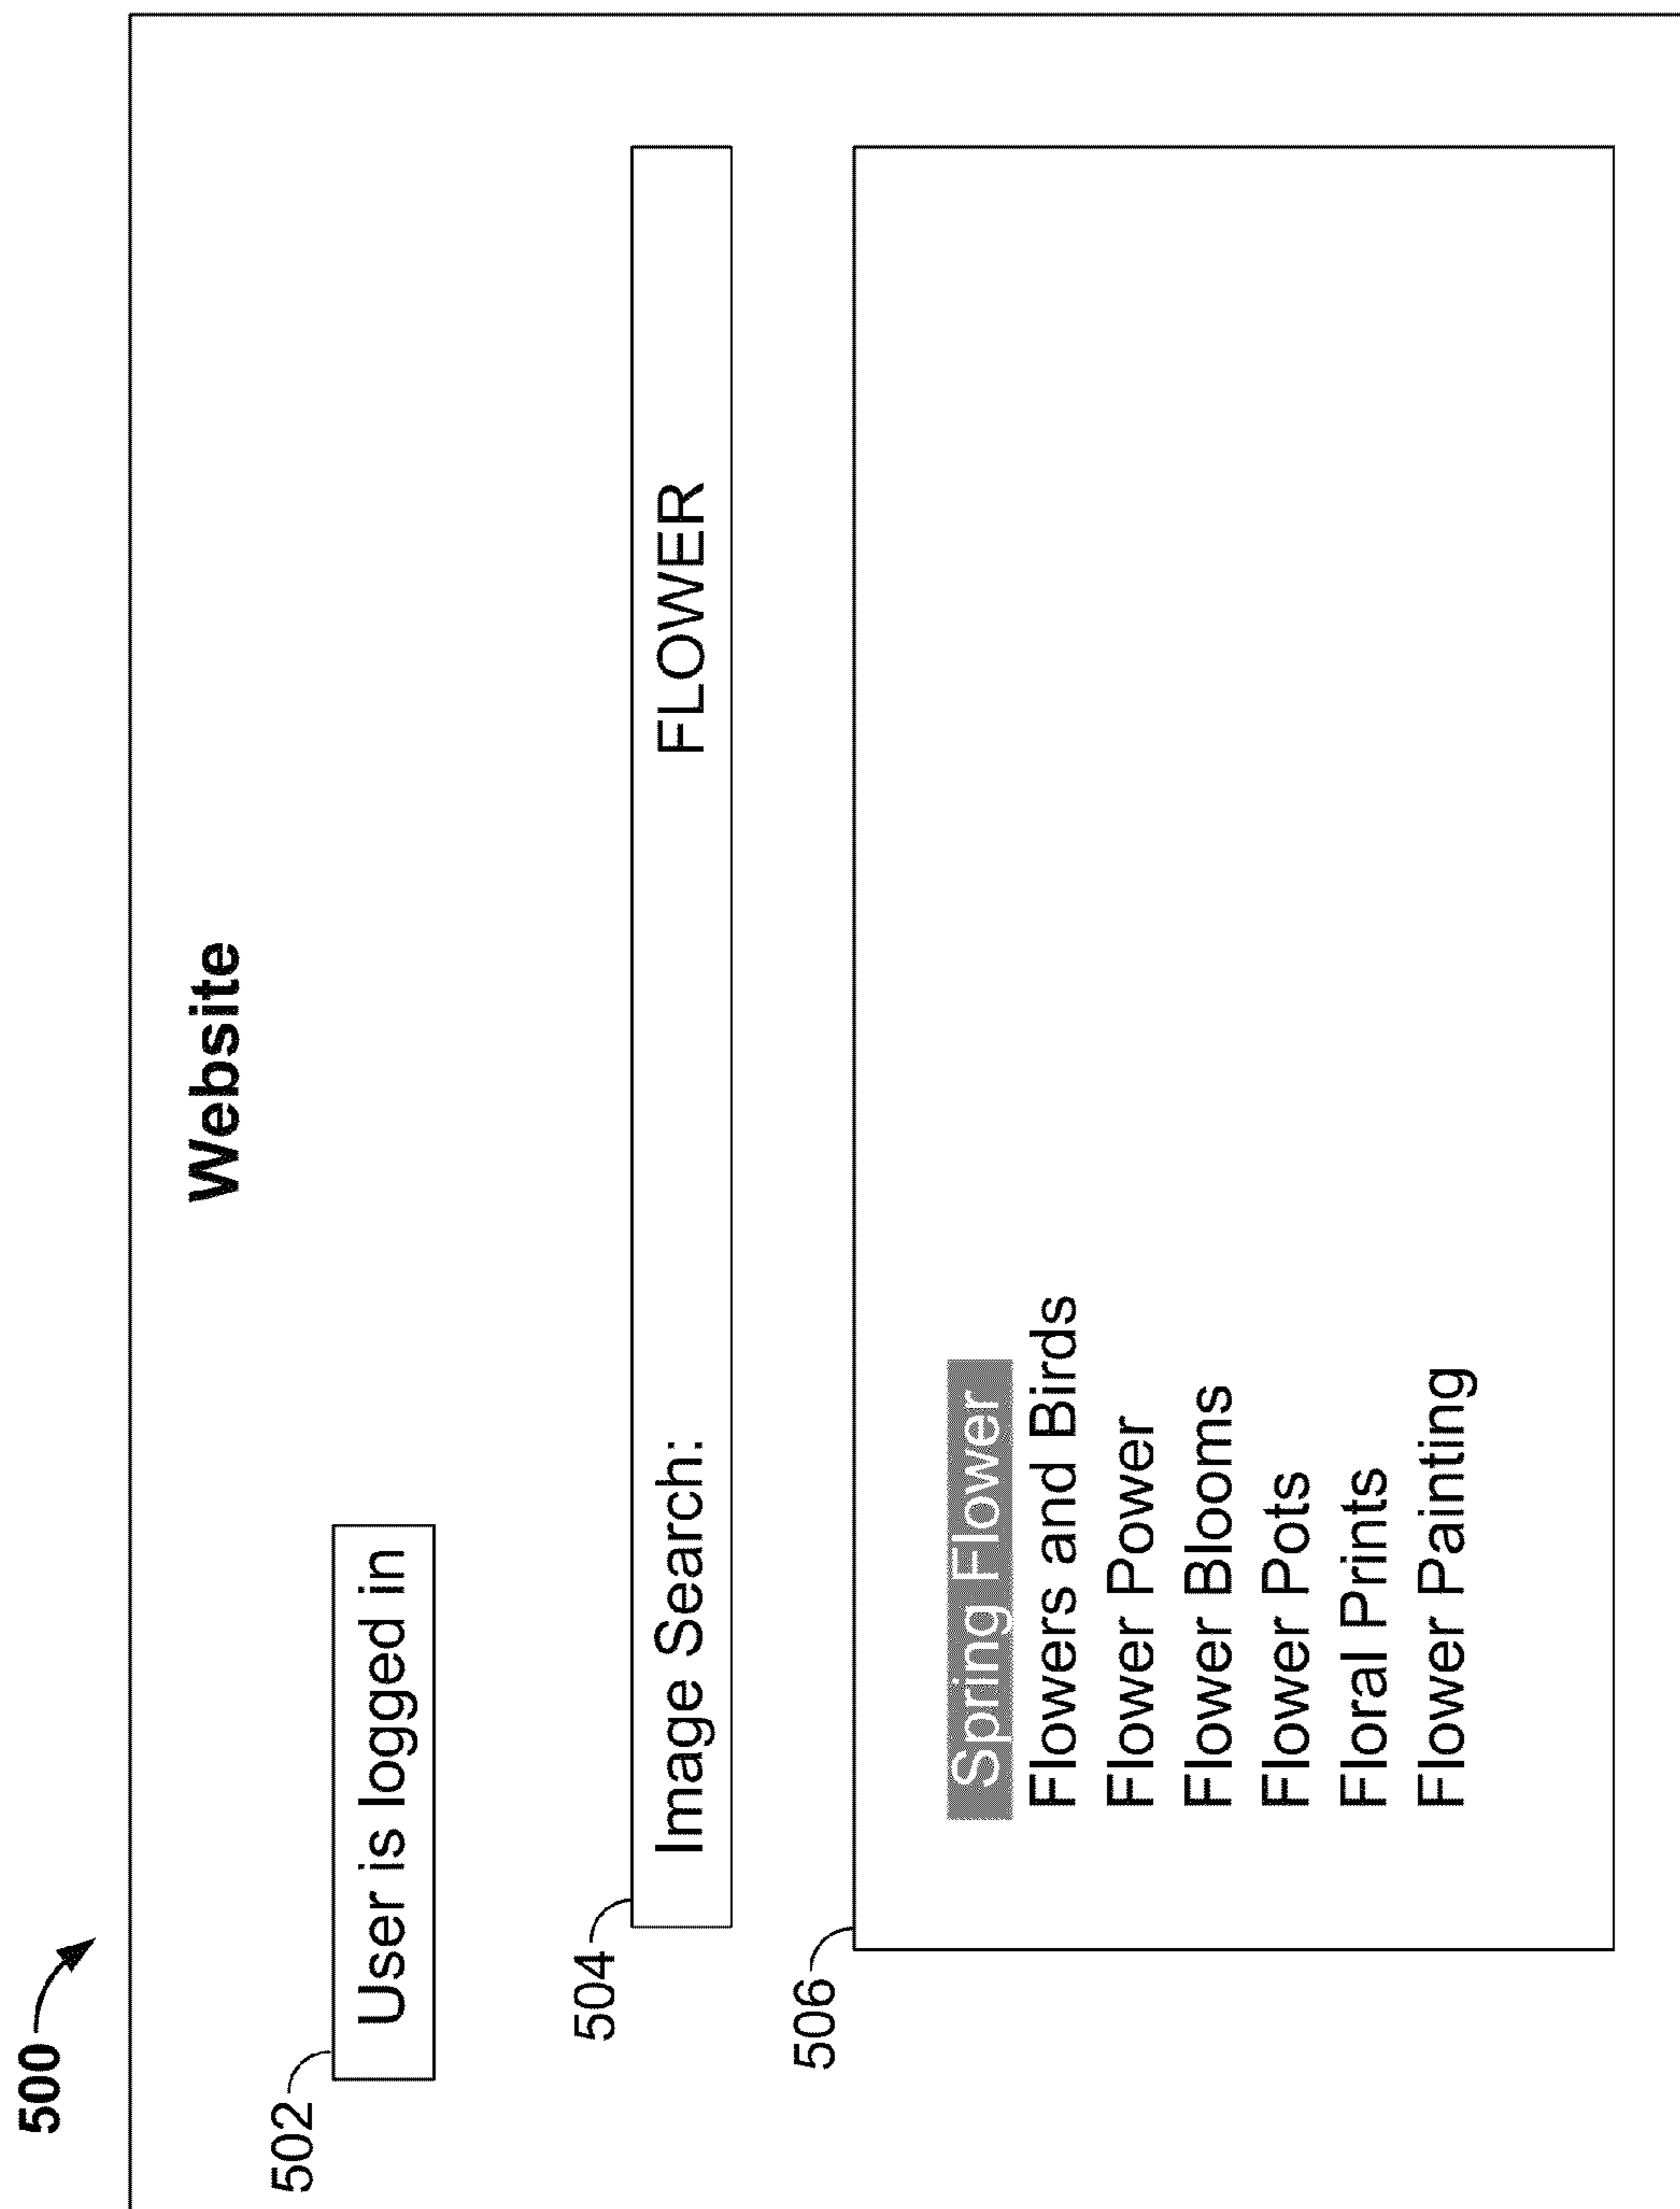 500
Website
502
User is logged in
504
Image Search: FLOWER
506
Spring Flower
Flowers and Birds
Flower Power
Flower Blooms
Flower Pots
Floral Prints
Flower Painting